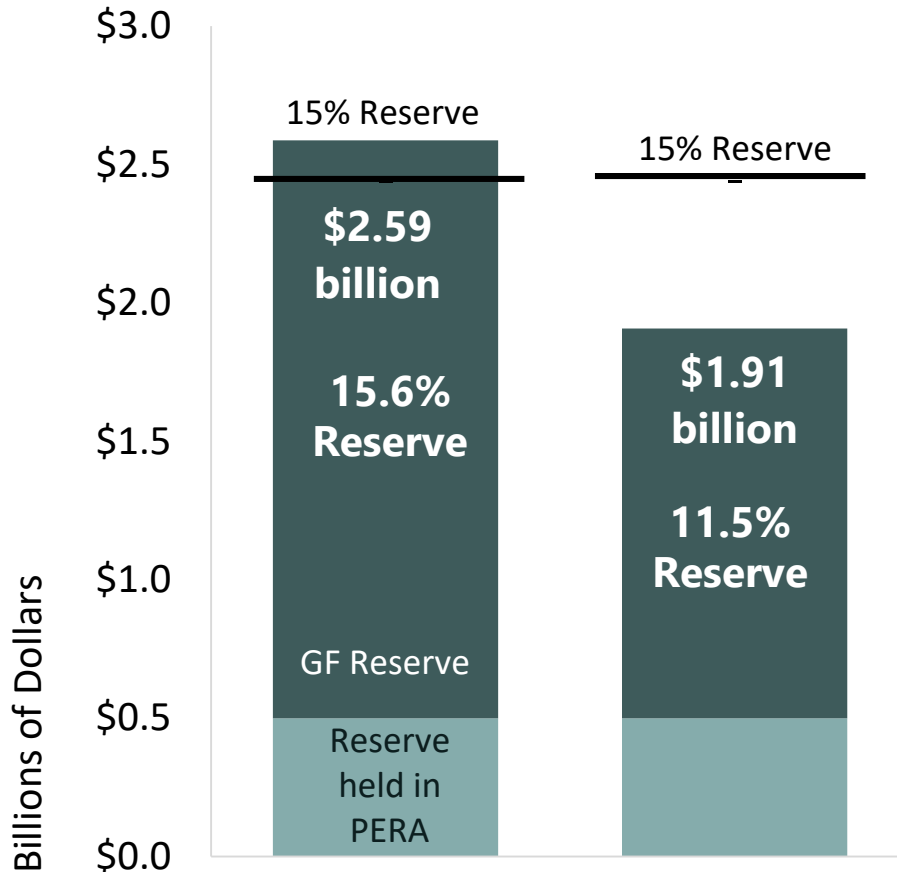 $3.0
$2.5
$2.0
$1.5
$1.0
$0.5
$0.0
Billions of Dollars
15% Reserve
$2.59
billion
15.6%
Reserve
GF Reserve
Reserve
held in
PERA
15% Reserve
$1.91
billion
11.5%
Reserve